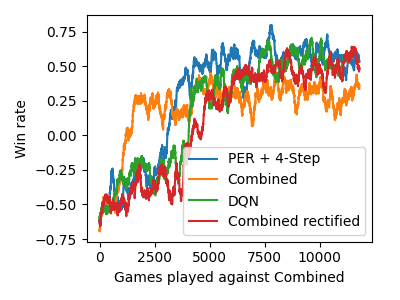 0.75
0.50
0.25
0.00
−0.25
−0.50
−0.75
Win rate
PER + 4-Step
Combined
DQN
Combined rectified
0 2500 5000 7500 10000
Games played against Combined